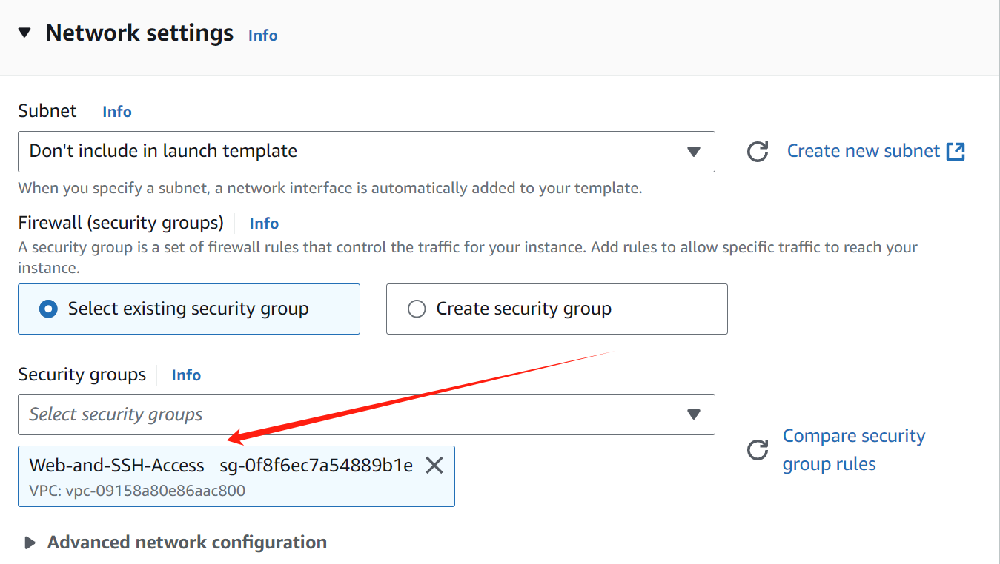 Network settings Info
Subnet Info
Don't include in launch template
Create new subnet
When you specify a subnet, a network interface is automatically added to your template.
Firewall (security groups) Info
A security group is a set of firewall rules that control the traffic for your instance. Add rules to allow specific traffic to reach your
instance.
Select existing security group
Create security group
Security groups Info
Select security groups
Compare security
group rules
Web-and-SSH-Access sg-0f8f6ec7a54889b1e
VPC: vpc-09158a80e86aac800
Advanced network configuration